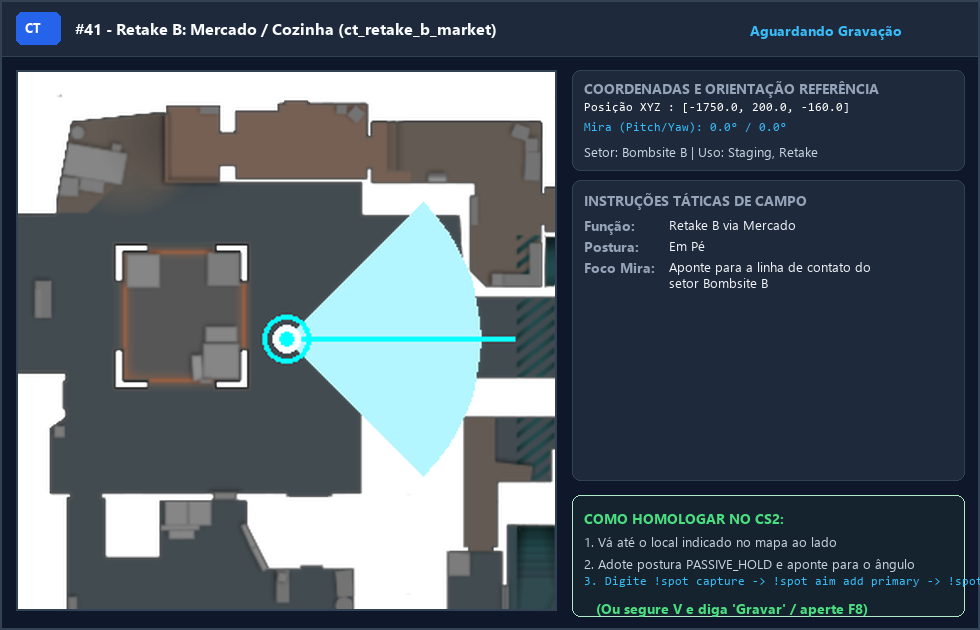 CT
#41 - Retake B: Mercado / Cozinha (ct_retake_b_market)
Aguardando Gravação
COORDENADAS E ORIENTAÇÃO REFERÊNCIA
Posição XYZ : [-1750.0, 200.0, -160.0]
Mira (Pitch/Yaw): 0.0° / 0.0°
Setor: Bombsite B | Uso: Staging, Retake
INSTRUÇÕES TÁTICAS DE CAMPO
Função: Retake B via Mercado
Postura: Em Pé
Foco Mira: Aponte para a linha de contato do
setor Bombsite B
COMO HOMOLOGAR NO CS2:
1. Vá até o local indicado no mapa ao lado
2. Adote postura PASSIVE_HOLD e aponte para o ângulo
3. Digite !spot capture -> !spot aim add primary -> !spot
(Ou segure V e diga 'Gravar' / aperte F8)